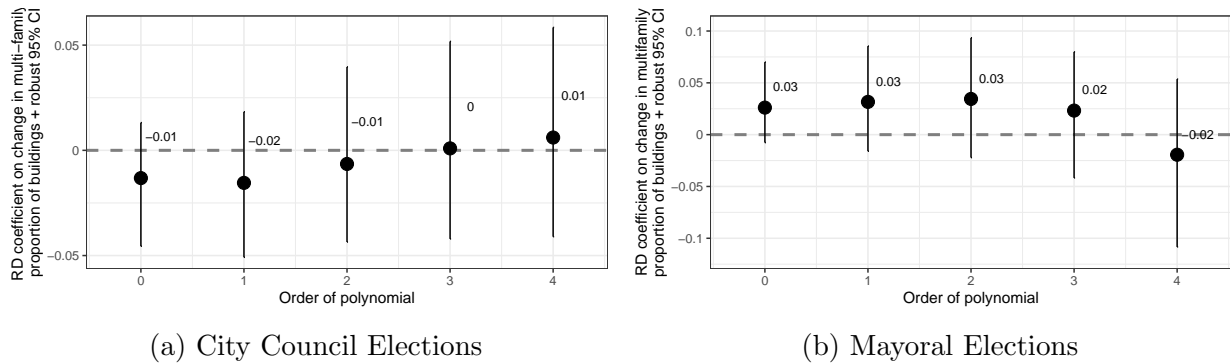 RD coefficient on change in multi−family
proportion of buildings + robust 95% CI
0.05
0
−0.05
−0.01
−0.02
−0.01
0
0.01
0 1 2 3 4
Order of polynomial
(a) City Council Elections
RD coefficient on change in multifamily
proportion of buildings + robust 95% CI
0.1
0.05
0
−0.05
−0.1
0.03
0.03
0.03
0.02
−0.02
0 1 2 3 4
Order of polynomial
(b) Mayoral Elections